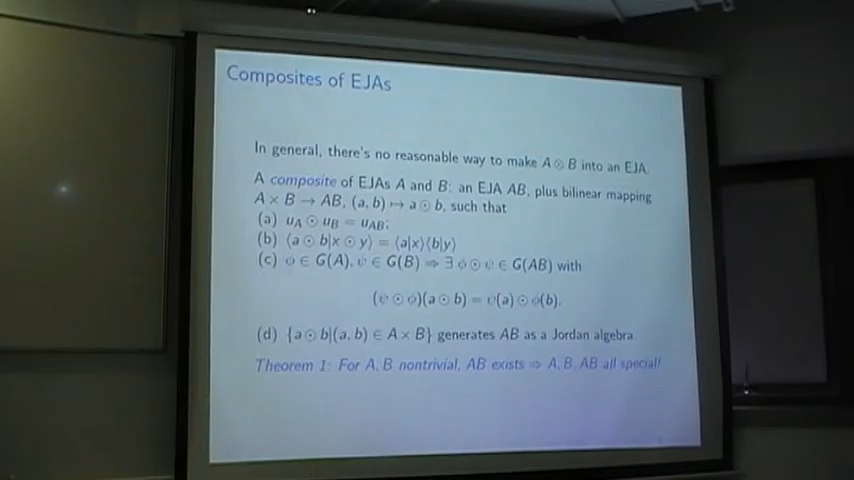 Composites of EJAs
In general, there's no reasonable way to make A ⊗ B into an EJA.
A composite of EJAs A and B: an EJA AB, plus bilinear mapping
A × B → AB, (a, b) ↦ a ⊙ b, such that
(a) u_A ⊙ u_B = u_AB;
(b) ⟨a ⊙ b|x ⊙ y⟩ = ⟨a|x⟩⟨b|y⟩
(c) φ ∈ G(A), ψ ∈ G(B) ⇒ ∃ φ ⊙ ψ ∈ G(AB) with
(ψ ⊙ φ)(a ⊙ b) = ψ(a) ⊙ φ(b).
(d) {a ⊙ b|(a, b) ∈ A × B} generates AB as a Jordan algebra.
Theorem 1: For A, B nontrivial, AB exists ⇒ A, B, AB all special!